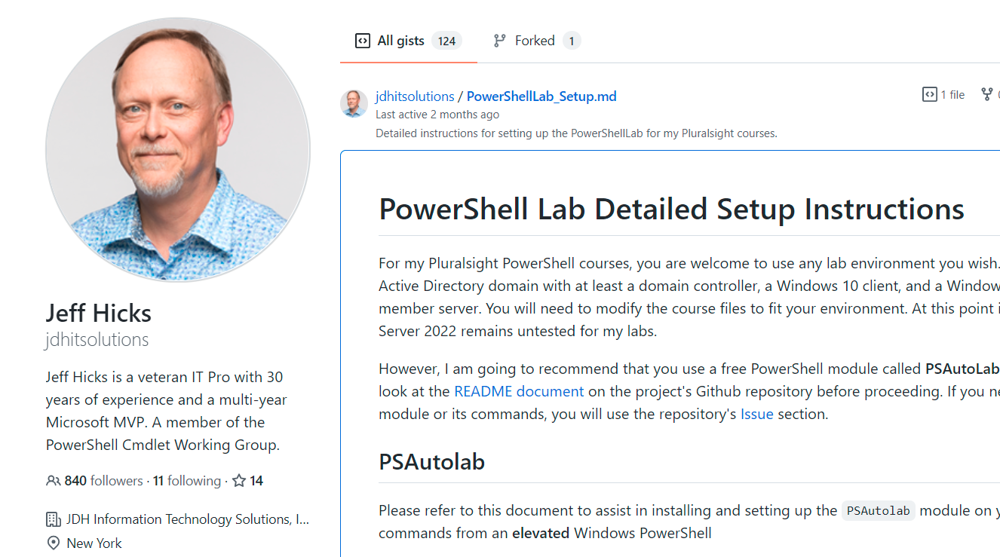 All gists 124 Forked 1
jdhitsolutions / PowerShellLab_Setup.md
1 file
Last active 2 months ago
Detailed instructions for setting up the PowerShellLab for my Pluralsight courses.
PowerShell Lab Detailed Setup Instructions
For my Pluralsight PowerShell courses, you are welcome to use any lab environment you wish.
Active Directory domain with at least a domain controller, a Windows 10 client, and a
member server. You will need to modify the course files to fit your environment. At this point
Server 2022 remains untested for my labs.
However, I am going to recommend that you use a free PowerShell module called PSAutoLab
look at the README document on the project's Github repository before proceeding. If you
module or its commands, you will use the repository's Issue section.
PSAutolab
Please refer to this document to assist in installing and setting up the PSAutolab module on
commands from an elevated Windows PowerShell
Jeff Hicks
jdhitsolutions
Jeff Hicks is a veteran IT Pro with 30
years of experience and a multi-year
Microsoft MVP. A member of the
PowerShell Cmdlet Working Group.
840 followers · 11 following · 14
JDH Information Technology Solutions, I...
New York